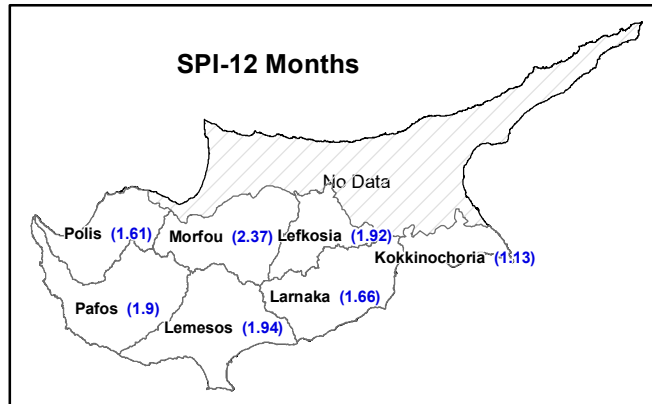 SPI-12 Months
No Data
Polis (1.61)
Morfou (2.37)
Lefkosia (1.92)
Kokkinochoria (1.13)
Pafos (1.9)
Lemesos (1.94)
Larnaka (1.66)